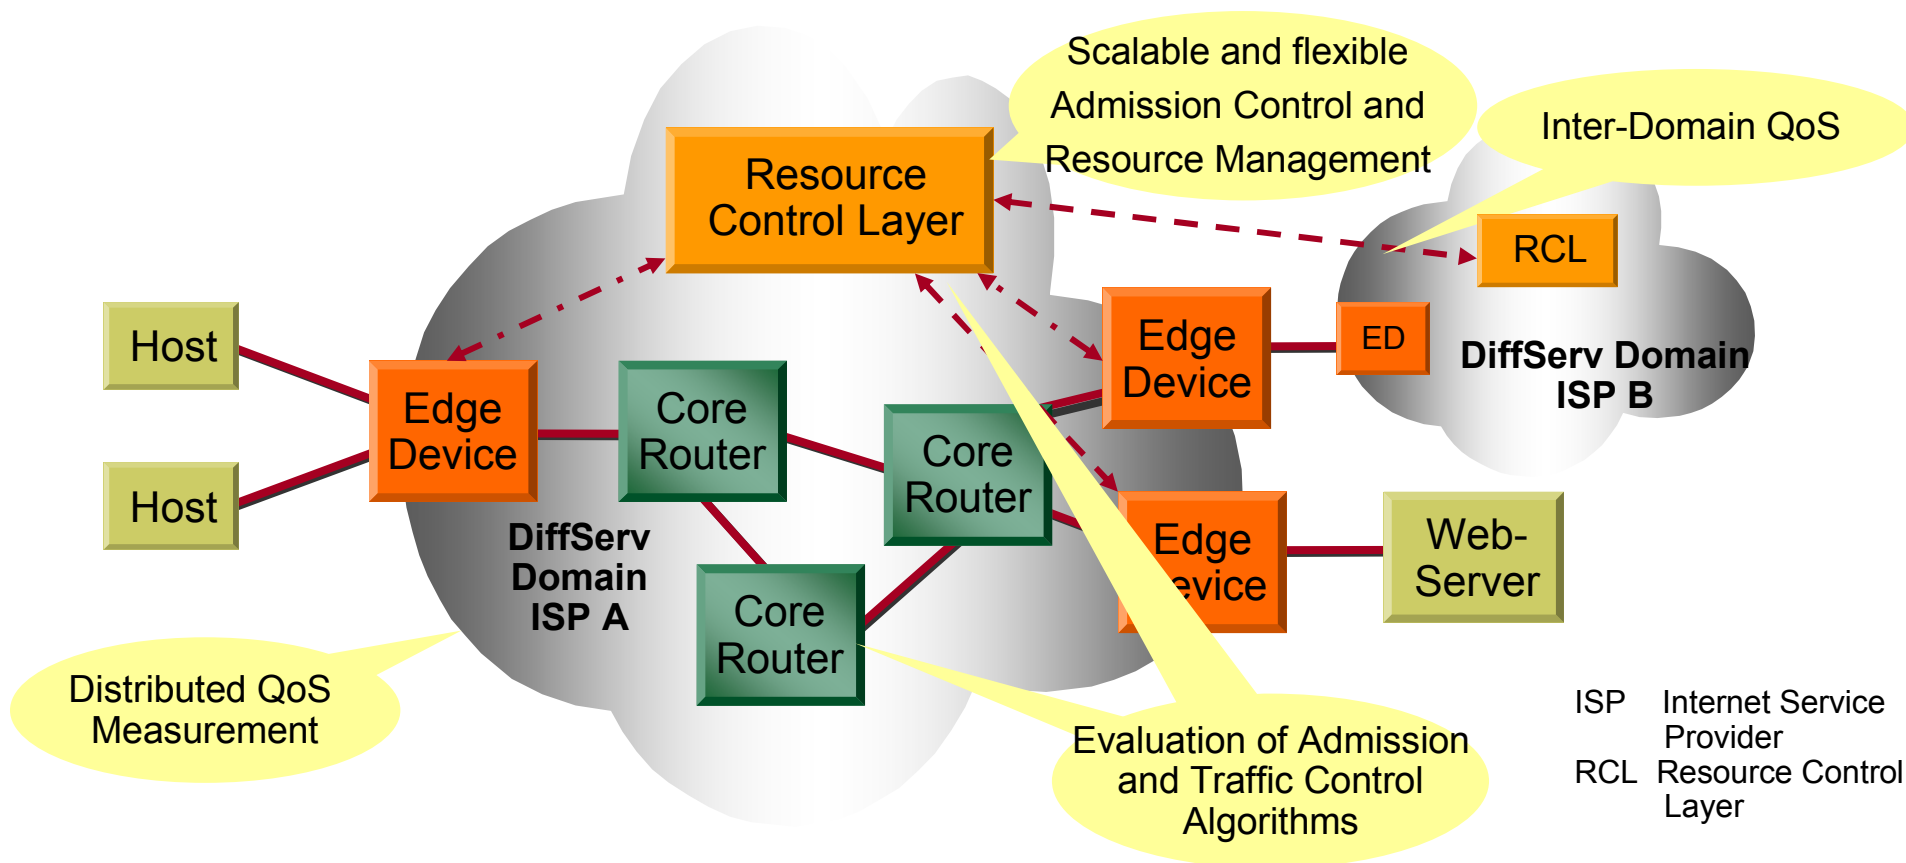 Scalable and flexible
Admission Control and
Resource Management
Inter-Domain QoS
Resource
Control Layer
RCL
Host
Edge
Device
ED
DiffServ Domain
ISP B
Edge
Device
Core
Router
Core
Router
Host
DiffServ
Domain
ISP A
Edge
Device
Web-
Server
Core
Router
Distributed QoS
Measurement
Evaluation of Admission
and Traffic Control
Algorithms
ISP Internet Service
Provider
RCL Resource Control
Layer